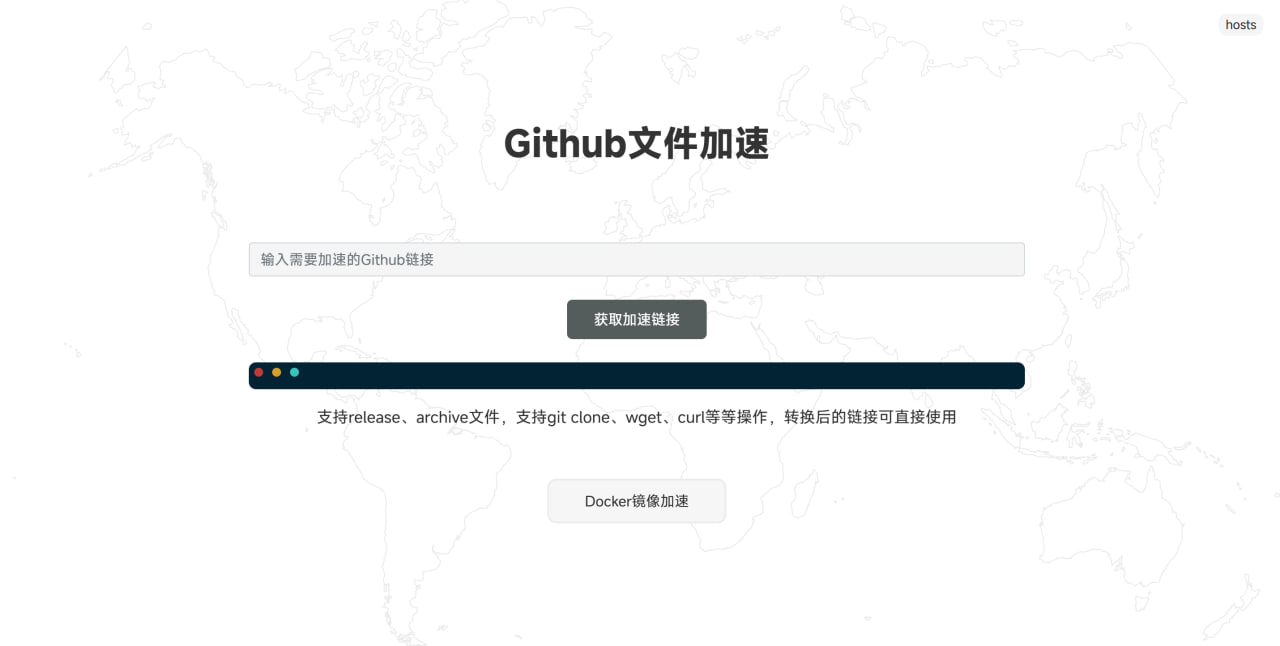 hosts
Github文件加速
输入需要加速的Github链接
获取加速链接
支持release、archive文件，支持git clone、wget、curl等等操作，转换后的链接可直接使用
Docker镜像加速